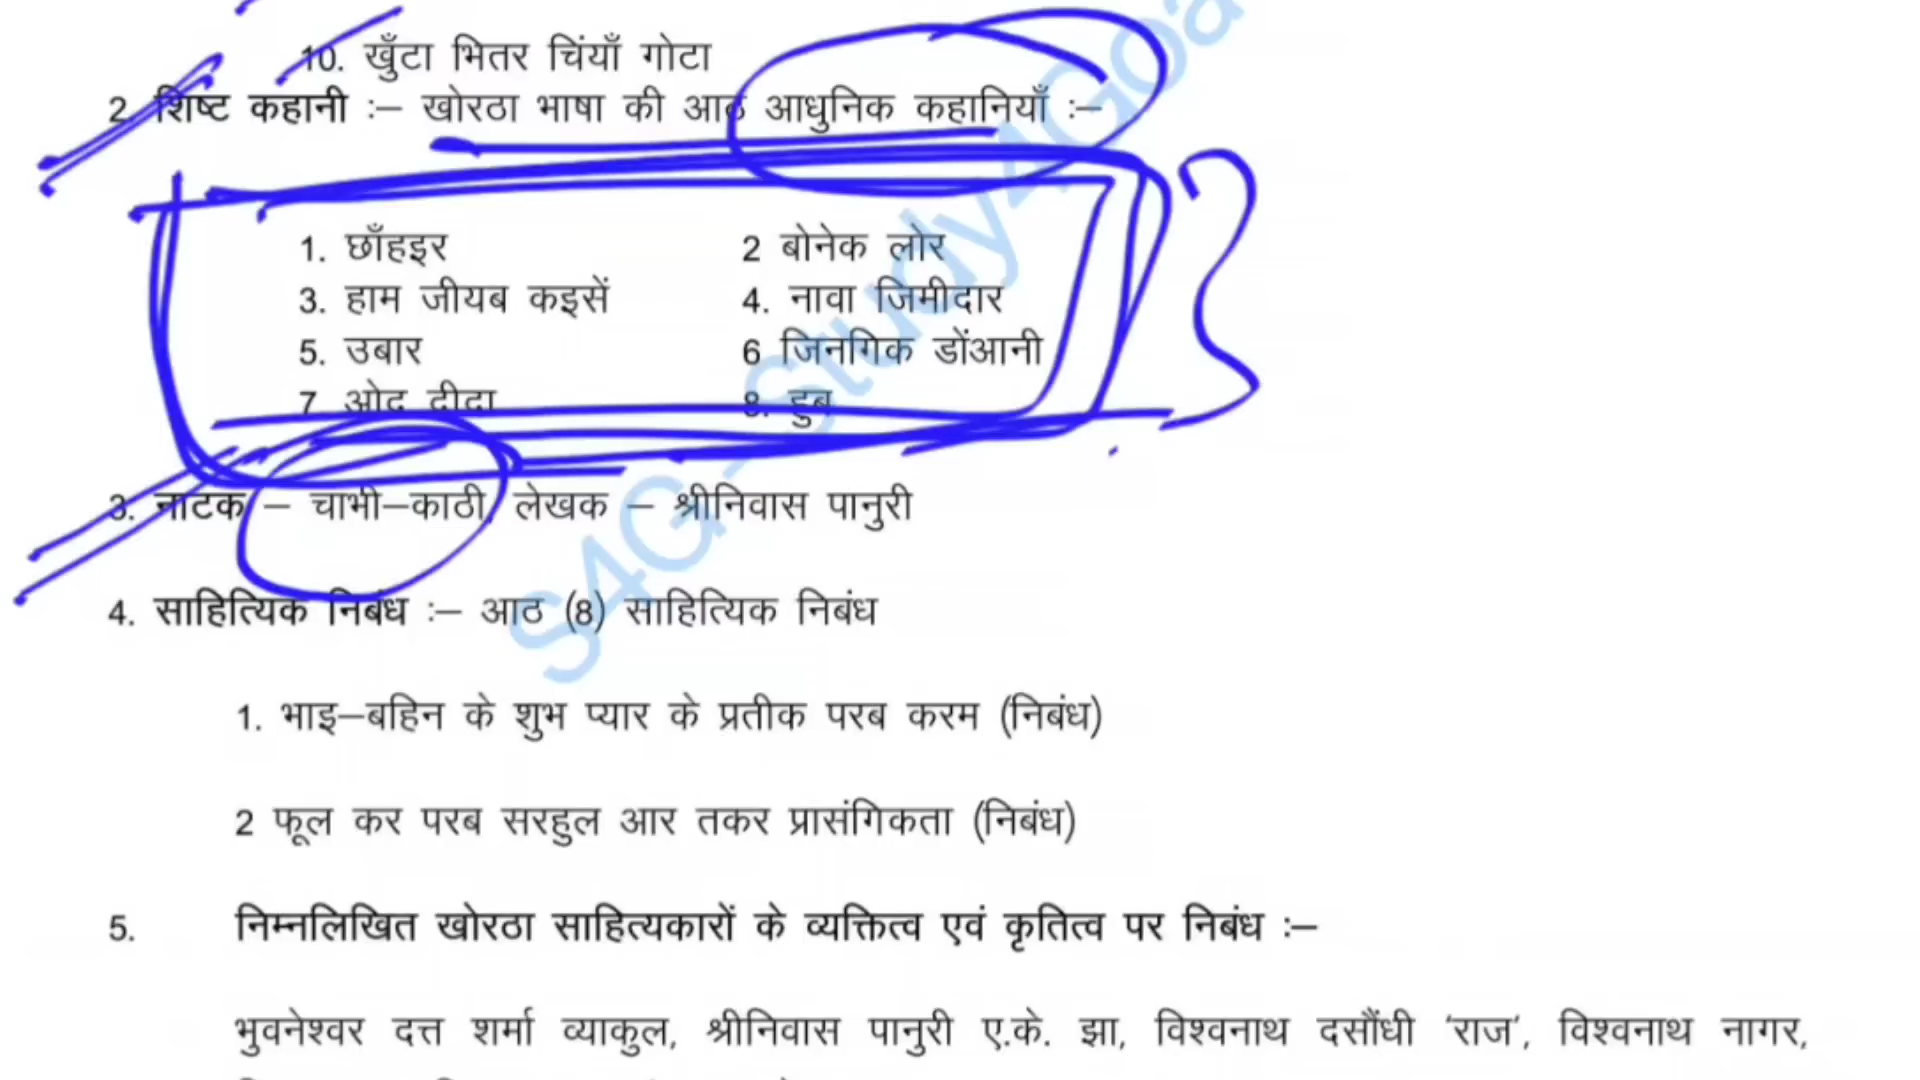 10. खुँटा भितर चिंयाँ गोटा
2. शिष्ट कहानी :– खोरठा भाषा की आठ आधुनिक कहानियाँ :–
1. छाँहइर 2 बोनेक लोर
3. हाम जीयब कइसें 4. नावा जिमीदार
5. उबार 6 जिनगिक डोंआनी
7 ओद दीदा 8. डुब
3. नाटक – चाभी–काठी, लेखक – श्रीनिवास पानुरी
4. साहित्यिक निबंध :– आठ (8) साहित्यिक निबंध
1. भाइ–बहिन के शुभ प्यार के प्रतीक परब करम (निबंध)
2 फूल कर परब सरहुल आर तकर प्रासंगिकता (निबंध)
5. निम्नलिखित खोरठा साहित्यकारों के व्यक्तित्व एवं कृतित्व पर निबंध :–
भुवनेश्वर दत्त शर्मा व्याकुल, श्रीनिवास पानुरी ए.के. झा, विश्वनाथ दसौंधी ‘राज’, विश्वनाथ नागर,
S4G – Study4Goa